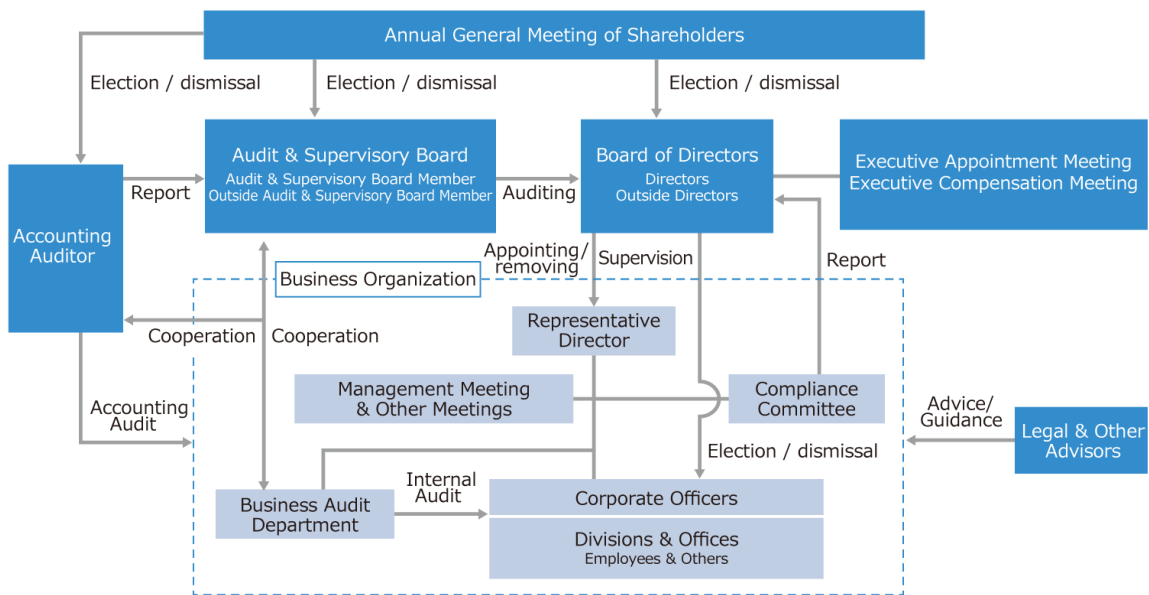 Annual General Meeting of Shareholders
Election / dismissal
Election / dismissal
Election / dismissal
Audit & Supervisory Board
Audit & Supervisory Board Member
Outside Audit & Supervisory Board Member
Board of Directors
Directors
Outside Directors
Executive Appointment Meeting
Executive Compensation Meeting
Report
Auditing
Accounting
Auditor
Appointing/
removing
Supervision
Report
Business Organization
Cooperation
Cooperation
Representative
Director
Management Meeting
& Other Meetings
Compliance
Committee
Accounting
Audit
Advice/
Guidance
Legal & Other
Advisors
Election / dismissal
Internal
Audit
Business Audit
Department
Corporate Officers
Divisions & Offices
Employees & Others